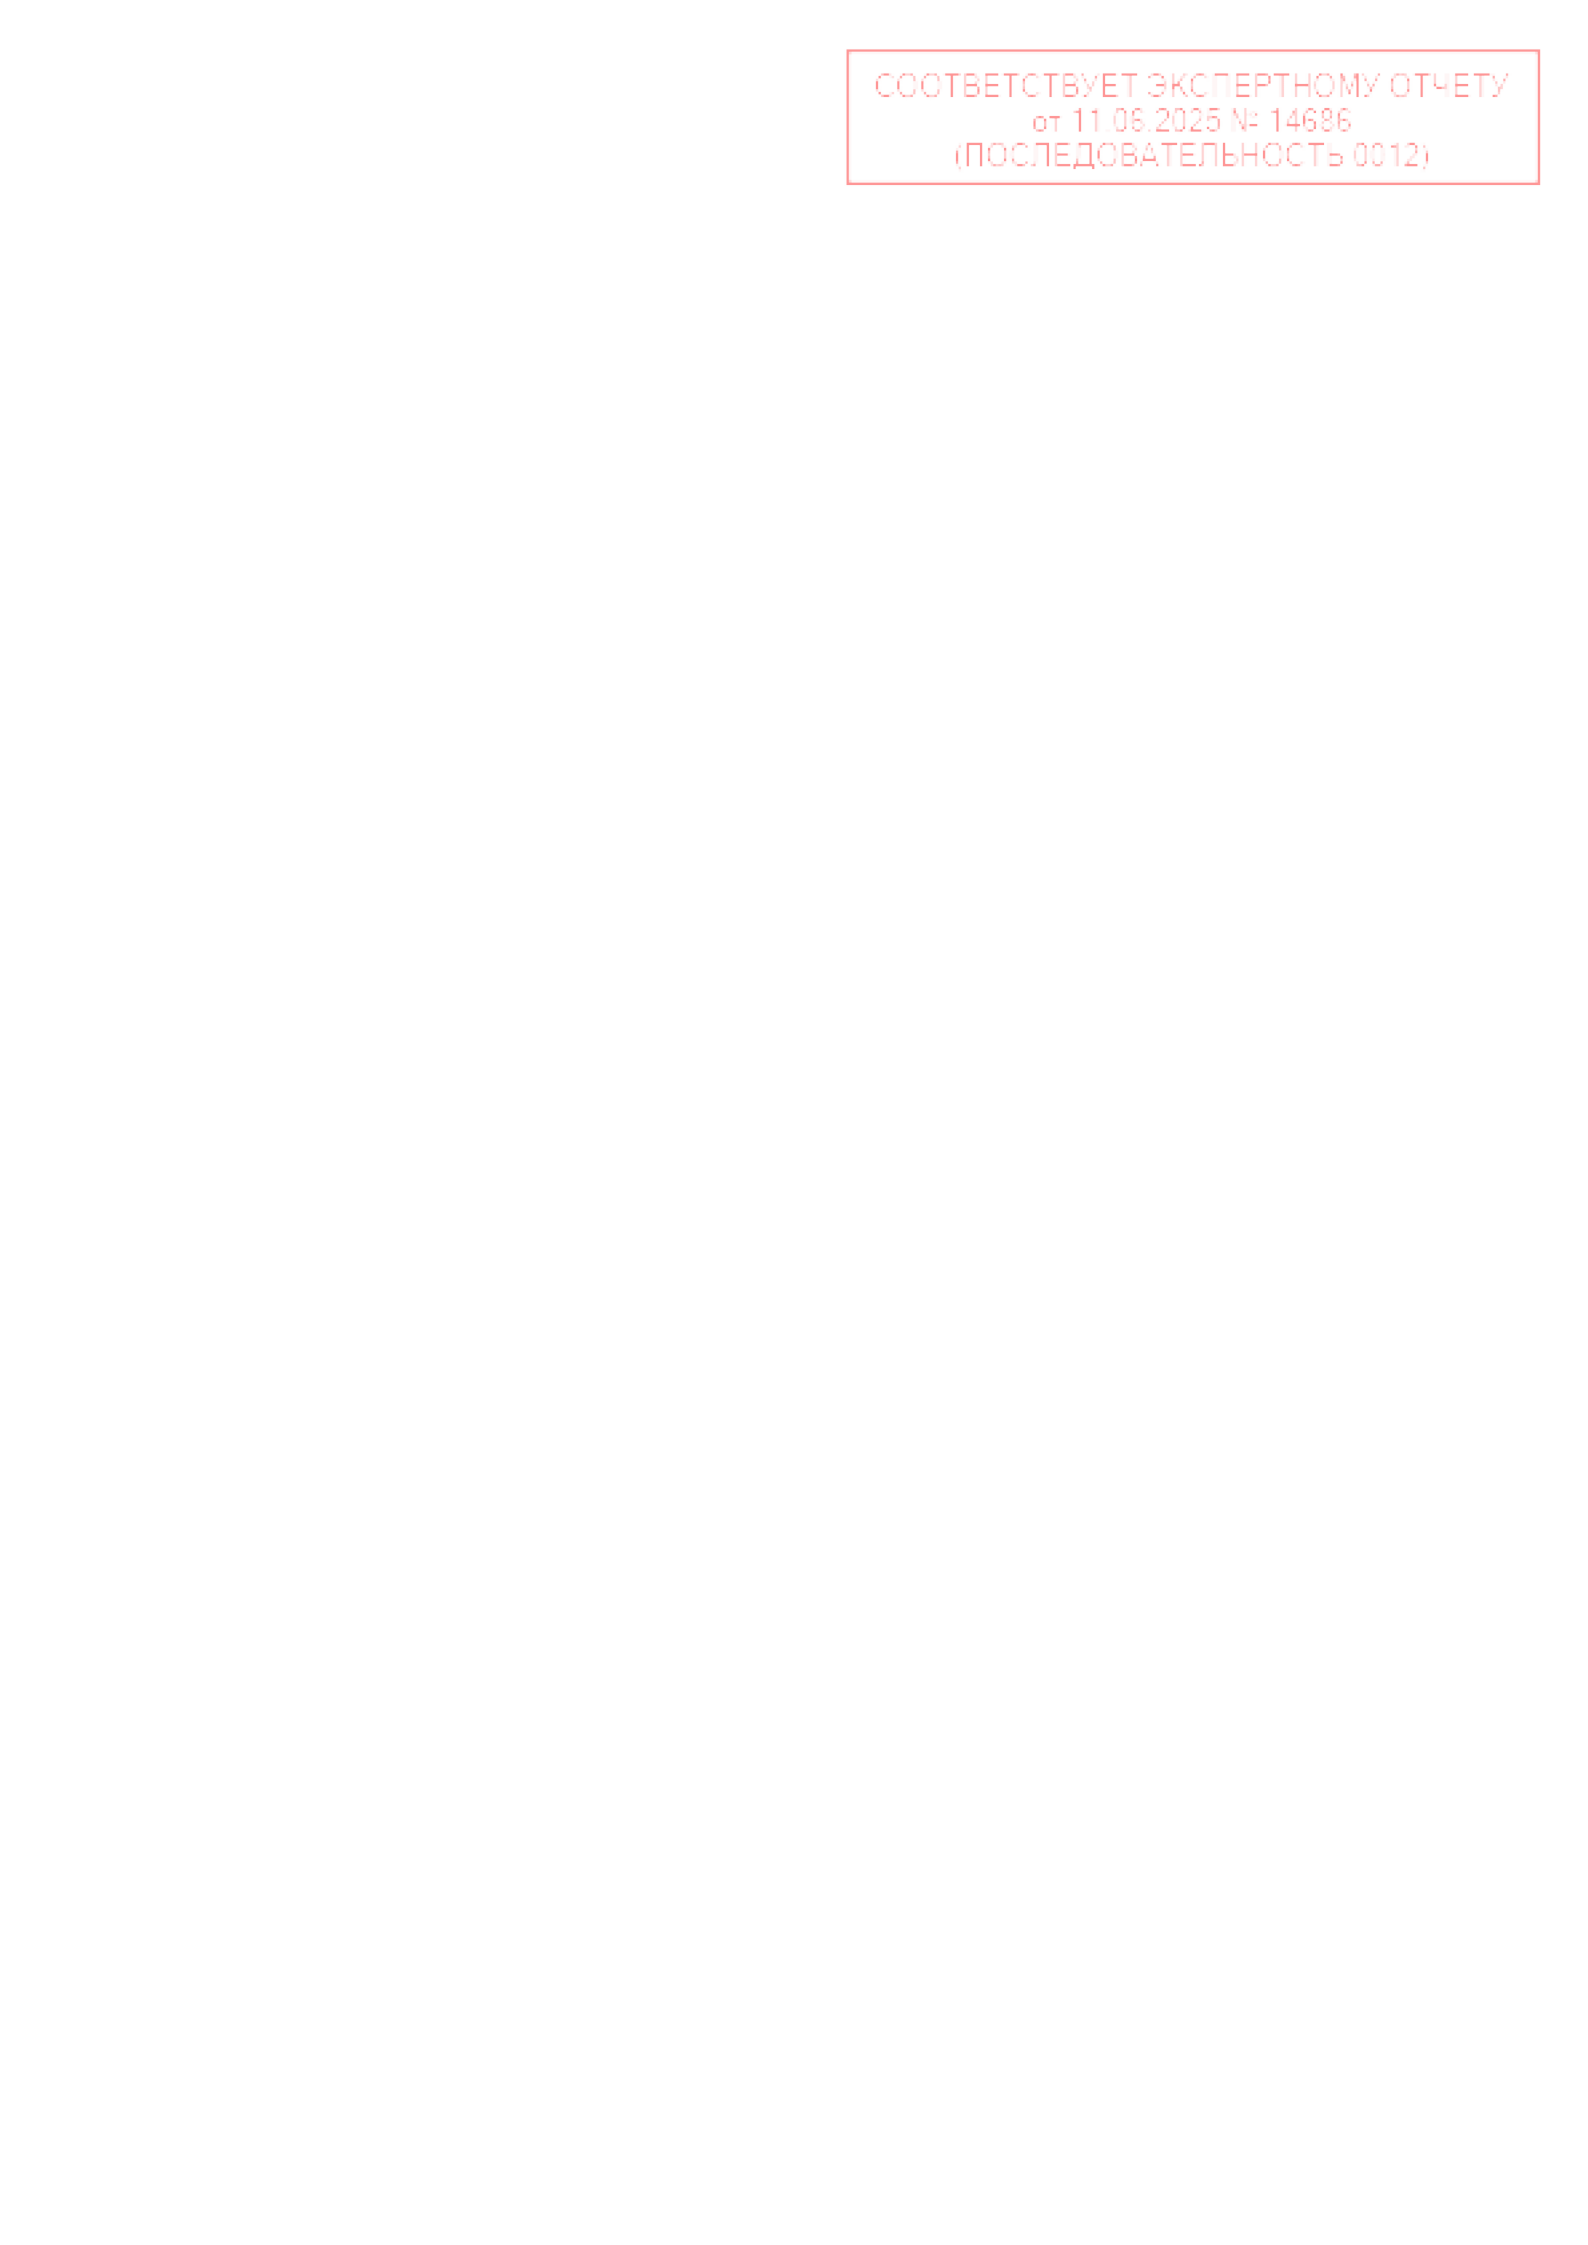 СООТВЕТСТВУЕТ ЭКСПЕРТНОМУ ОТЧЕТУ
от 11.06.2025 № 14686
(ПОСЛЕДОВАТЕЛЬНОСТЬ 0012)